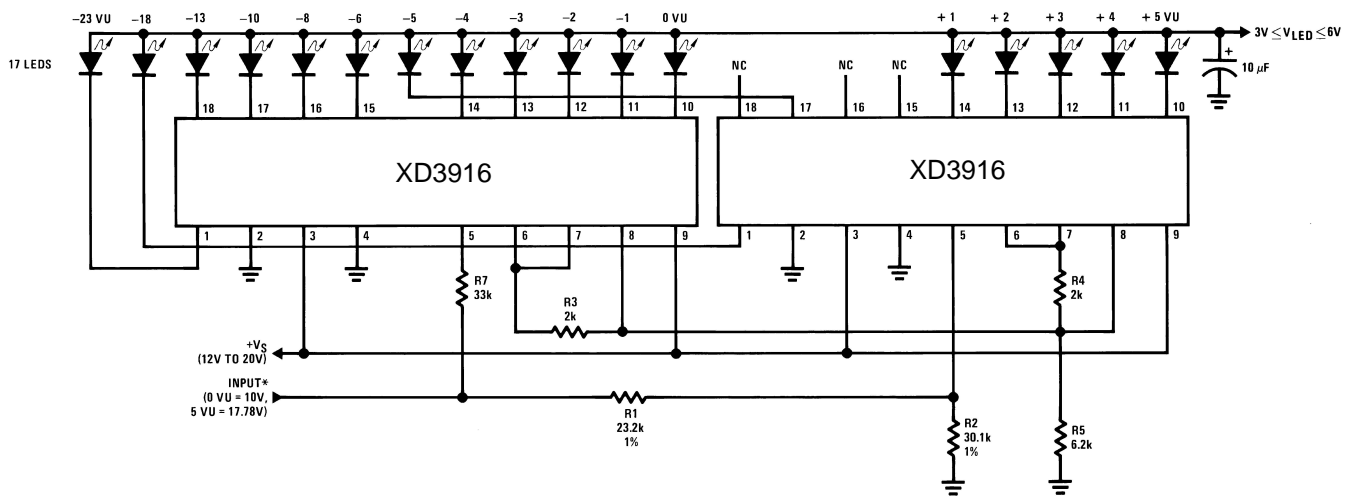 −23 VU −18 −13 −10 −8 −6 −5 −4 −3 −2 −1 0 VU + 1 + 2 + 3 + 4 + 5 VU
3V ≤VLED ≤6V
17 LEDS
+
10 μF
NC NC NC
18 17 16 15 14 13 12 11 10
18 17 16 15 14 13 12 11 10
XD3916
XD3916
1 2 3 4 5 6 7 8 9
1 2 3 4 5 6 7 8 9
R7
33k
R4
2k
R3
2k
+VS
(12V TO 20V)
INPUT*
(0 VU = 10V,
5 VU = 17.78V)
R1
23.2k
1%
R2
30.1k
1%
R5
6.2k